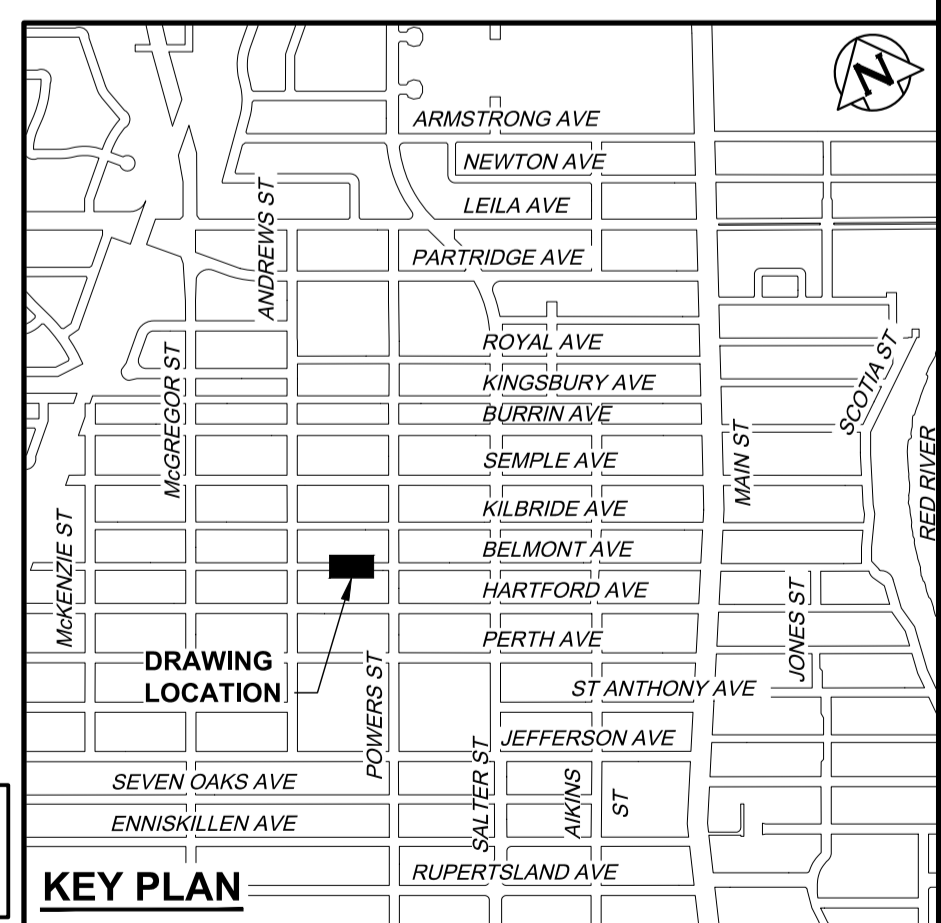 N
ARMSTRONG AVE
NEWTON AVE
LEILA AVE
ANDREWS ST
PARTRIDGE AVE
ROYAL AVE
McGREGOR ST
KINGSBURY AVE
SCOTIA ST
BURRIN AVE
SEMPLE AVE
MAIN ST
RED RIVER
KILBRIDE AVE
McKENZIE ST
BELMONT AVE
HARTFORD AVE
JONES ST
PERTH AVE
DRAWING
LOCATION
POWERS ST
ST ANTHONY AVE
JEFFERSON AVE
SEVEN OAKS AVE
SALTER ST
AIKINS
ST
ENNISKILLEN AVE
RUPERTSLAND AVE
KEY PLAN